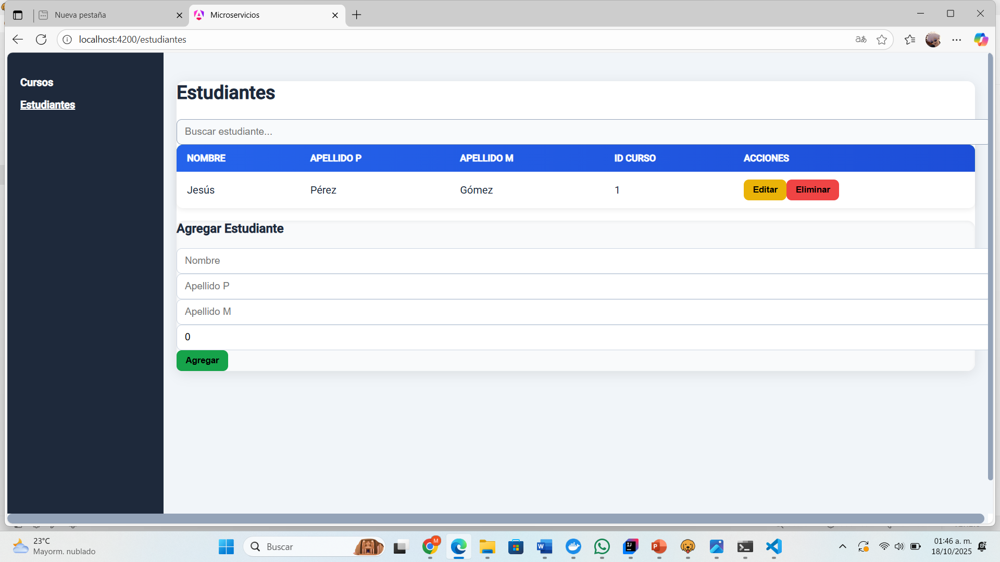 Nueva pestaña
Microservicios
localhost:4200/estudiantes
Cursos
Estudiantes
Estudiantes
Buscar estudiante...
NOMBRE APELLIDO P APELLIDO M ID CURSO ACCIONES
Jesús Pérez Gómez 1 Editar Eliminar
Agregar Estudiante
Nombre
Apellido P
Apellido M
0
Agregar
23°C
Mayorm. nublado
Buscar
01:46 a. m.
18/10/2025